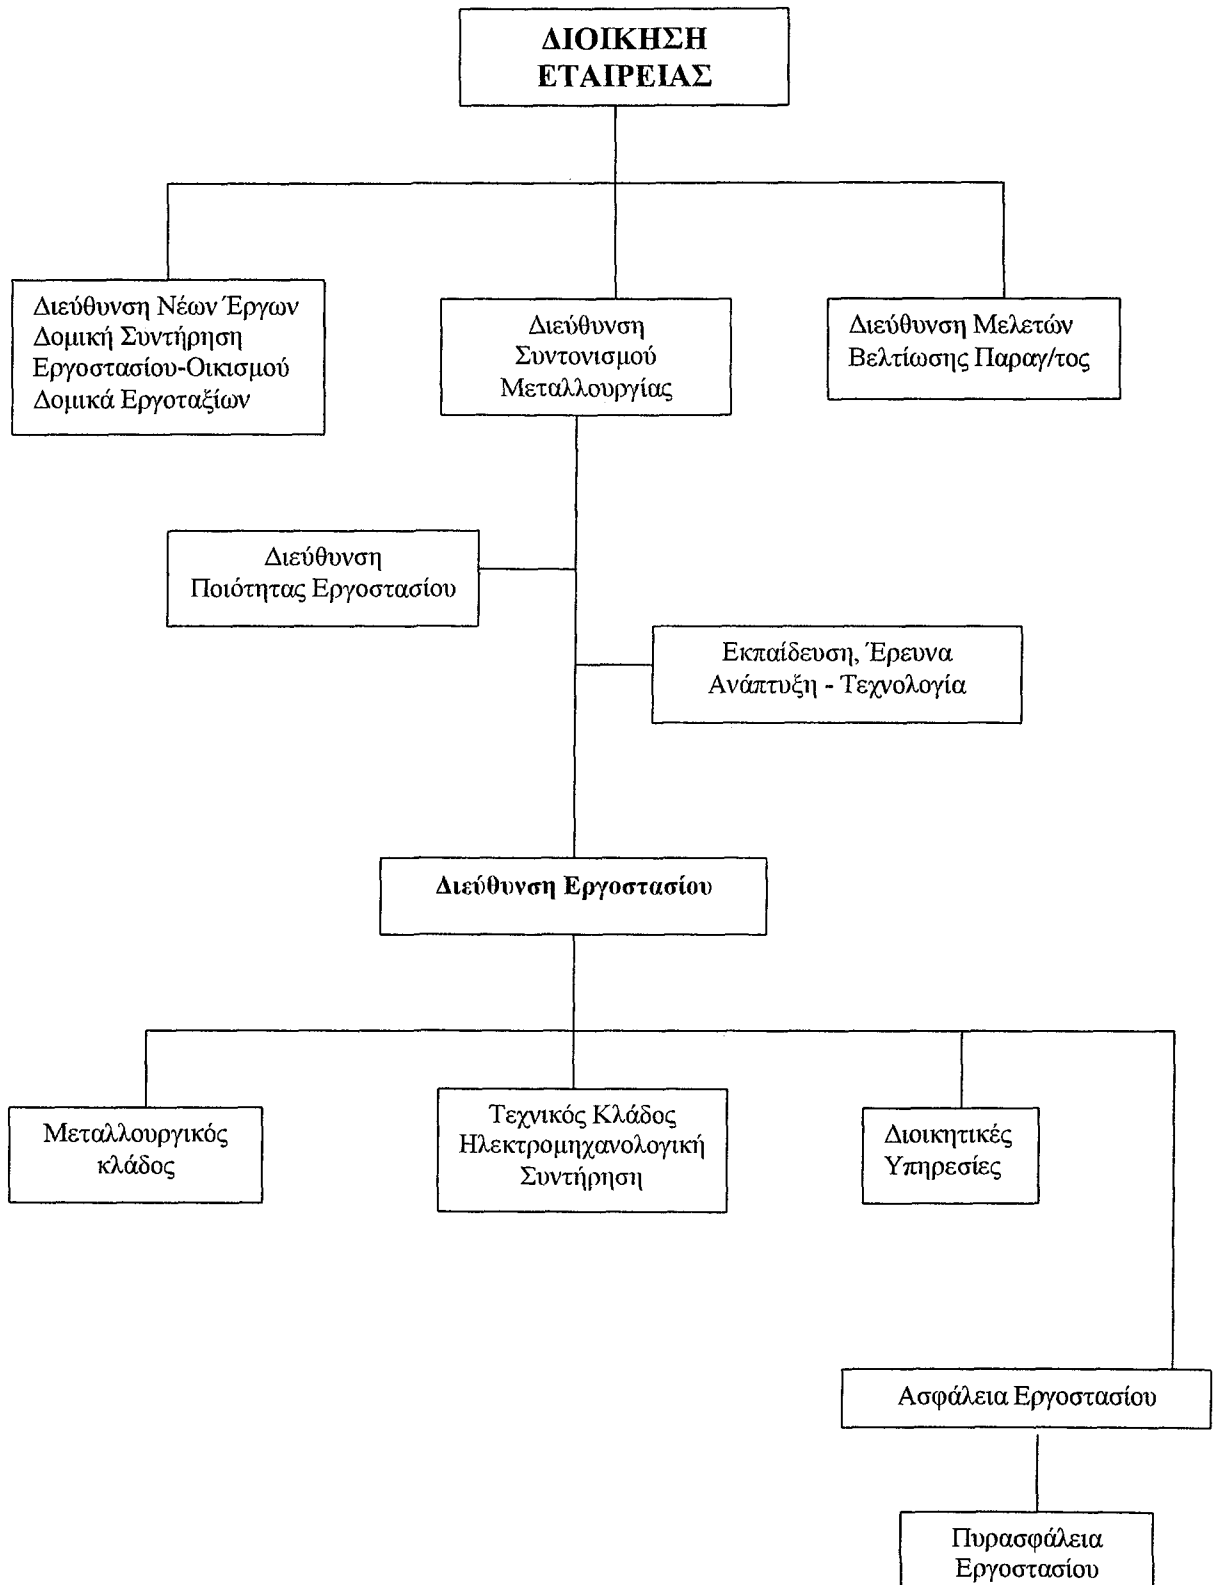 ΔΙΟΙΚΗΣΗ
ΕΤΑΙΡΕΙΑΣ
Διεύθυνση Νέων Έργων
Δομική Συντήρηση
Εργοστασίου-Οικισμού
Δομικά Εργοταξίων
Διεύθυνση
Συντονισμού
Μεταλλουργίας
Διεύθυνση Μελετών
Βελτίωσης Παραγ/τος
Διεύθυνση
Ποιότητας Εργοστασίου
Εκπαίδευση, Έρευνα
Ανάπτυξη - Τεχνολογία
Διεύθυνση Εργοστασίου
Μεταλλουργικός
κλάδος
Τεχνικός Κλάδος
Ηλεκτρομηχανολογική
Συντήρηση
Διοικητικές
Υπηρεσίες
Ασφάλεια Εργοστασίου
Πυρασφάλεια
Εργοστασίου